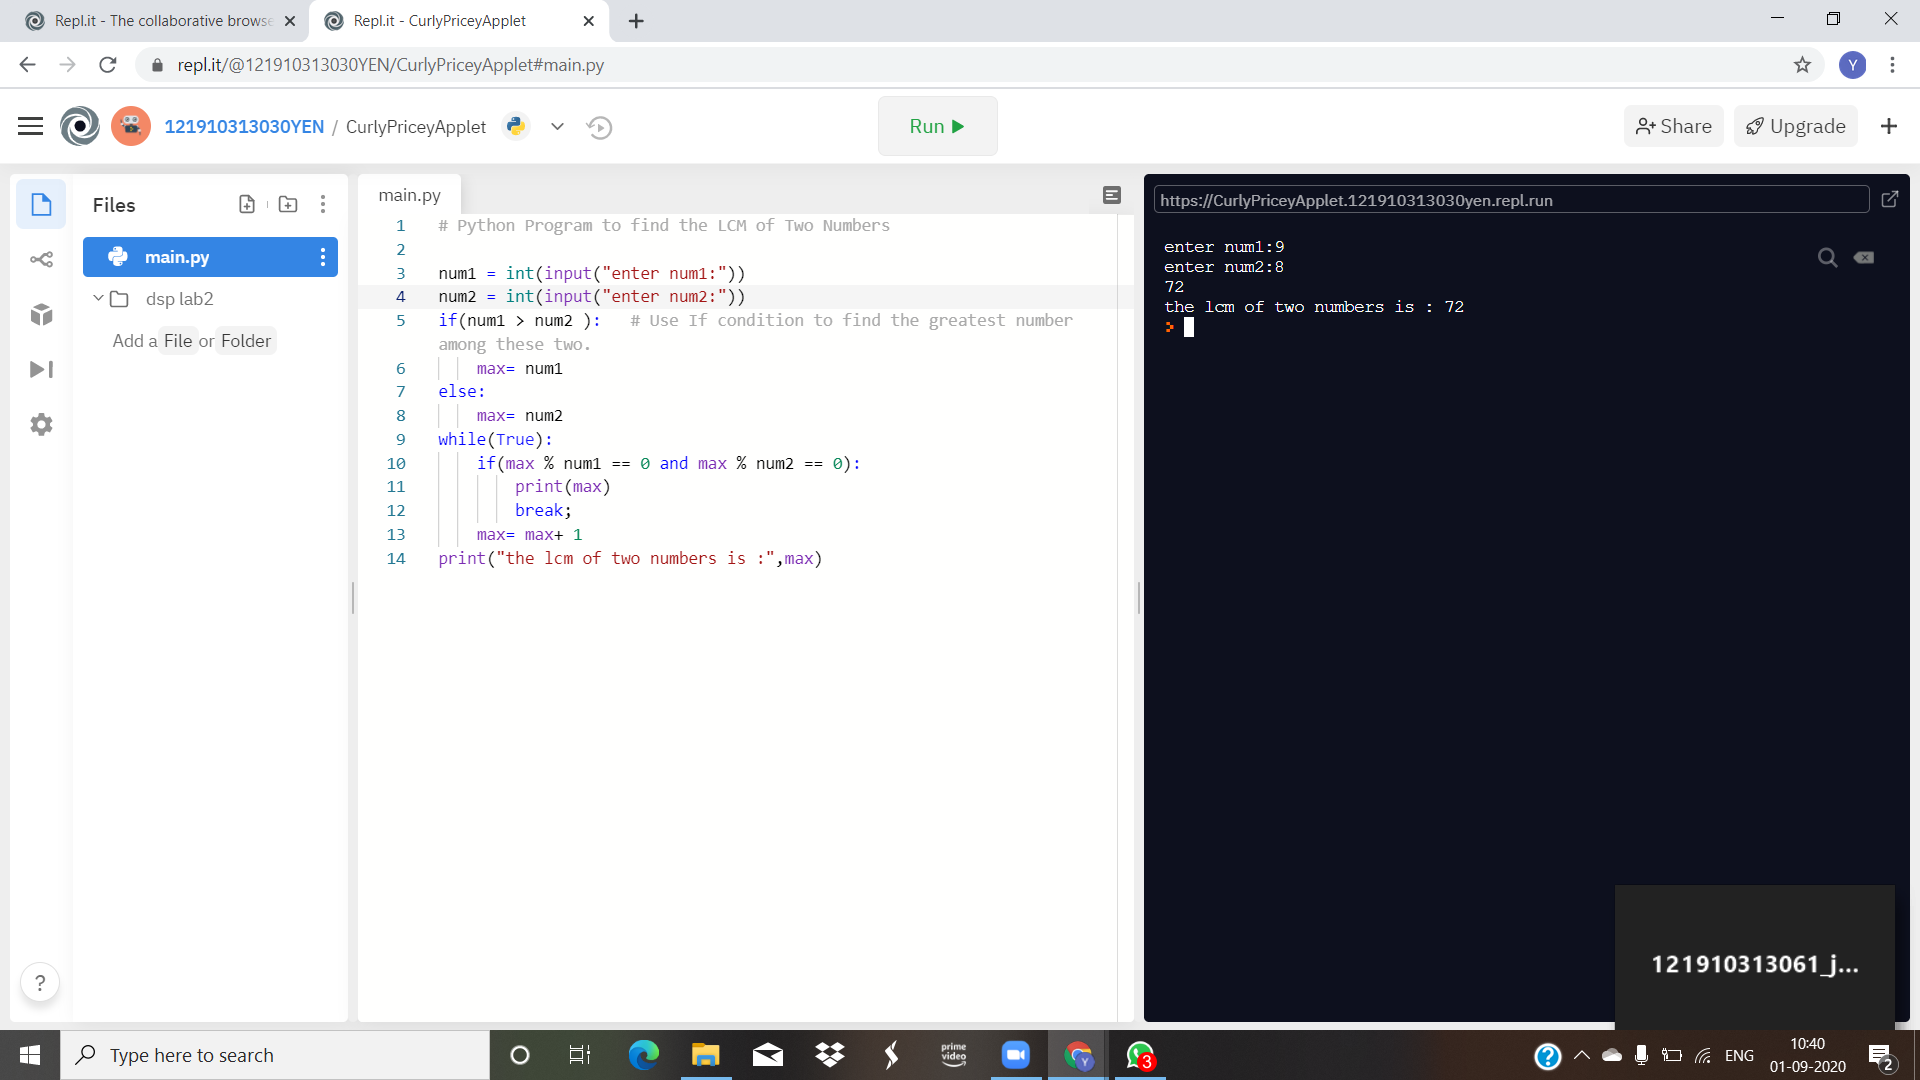 Repl.it - The collaborative browse
Repl.it - CurlyPriceyApplet
repl.it/@121910313030YEN/CurlyPriceyApplet#main.py
Y
121910313030YEN / CurlyPriceyApplet
Run
Share
Upgrade
Files
main.py
dsp lab2
Add a File or Folder
?
main.py
1 # Python Program to find the LCM of Two Numbers
2
3 num1 = int(input("enter num1:"))
4 num2 = int(input("enter num2:"))
5 if(num1 > num2 ): # Use If condition to find the greatest number
among these two.
6 max= num1
7 else:
8 max= num2
9 while(True):
10 if(max % num1 == 0 and max % num2 == 0):
11 print(max)
12 break;
13 max= max+ 1
14 print("the lcm of two numbers is :",max)
https://CurlyPriceyApplet.121910313030yen.repl.run
enter num1:9
enter num2:8
72
the lcm of two numbers is : 72
>
121910313061_j...
Type here to search
prime
video
Y
3
?
ENG
10:40
01-09-2020
2